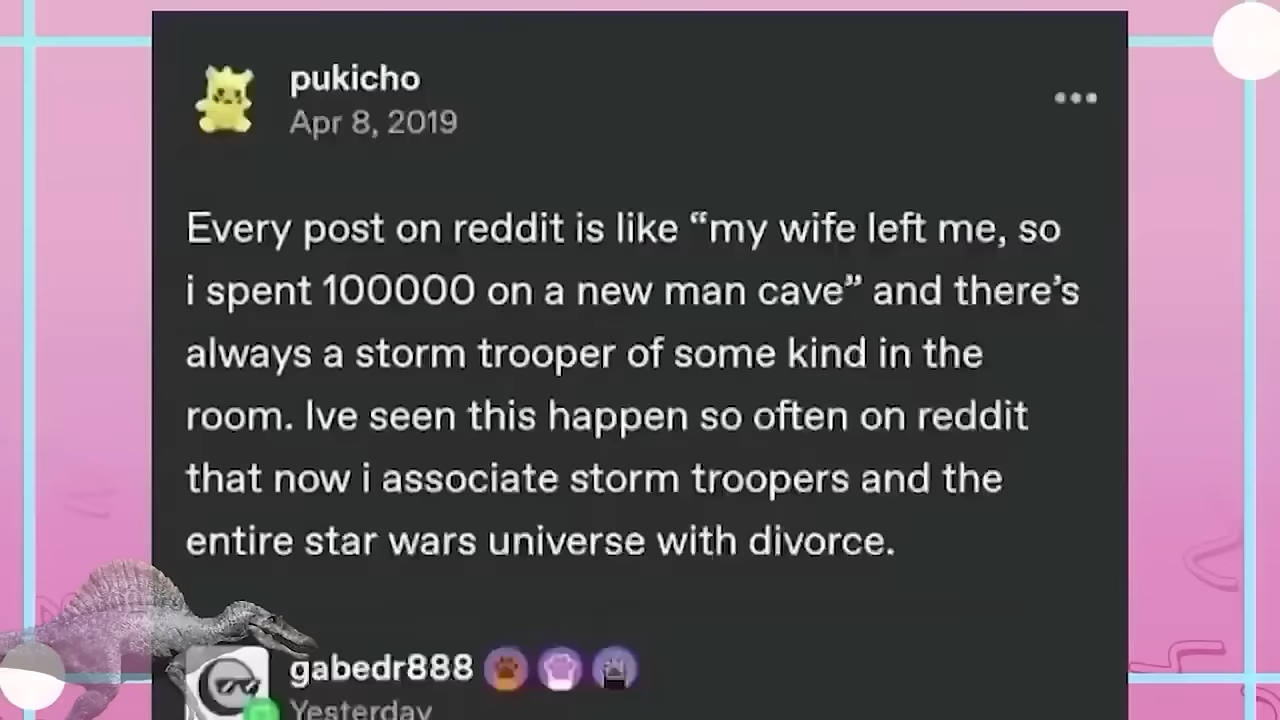 pukicho
Apr 8, 2019
Every post on reddit is like “my wife left me, so
i spent 100000 on a new man cave” and there’s
always a storm trooper of some kind in the
room. Ive seen this happen so often on reddit
that now i associate storm troopers and the
entire star wars universe with divorce.
gabedr888
Yesterday